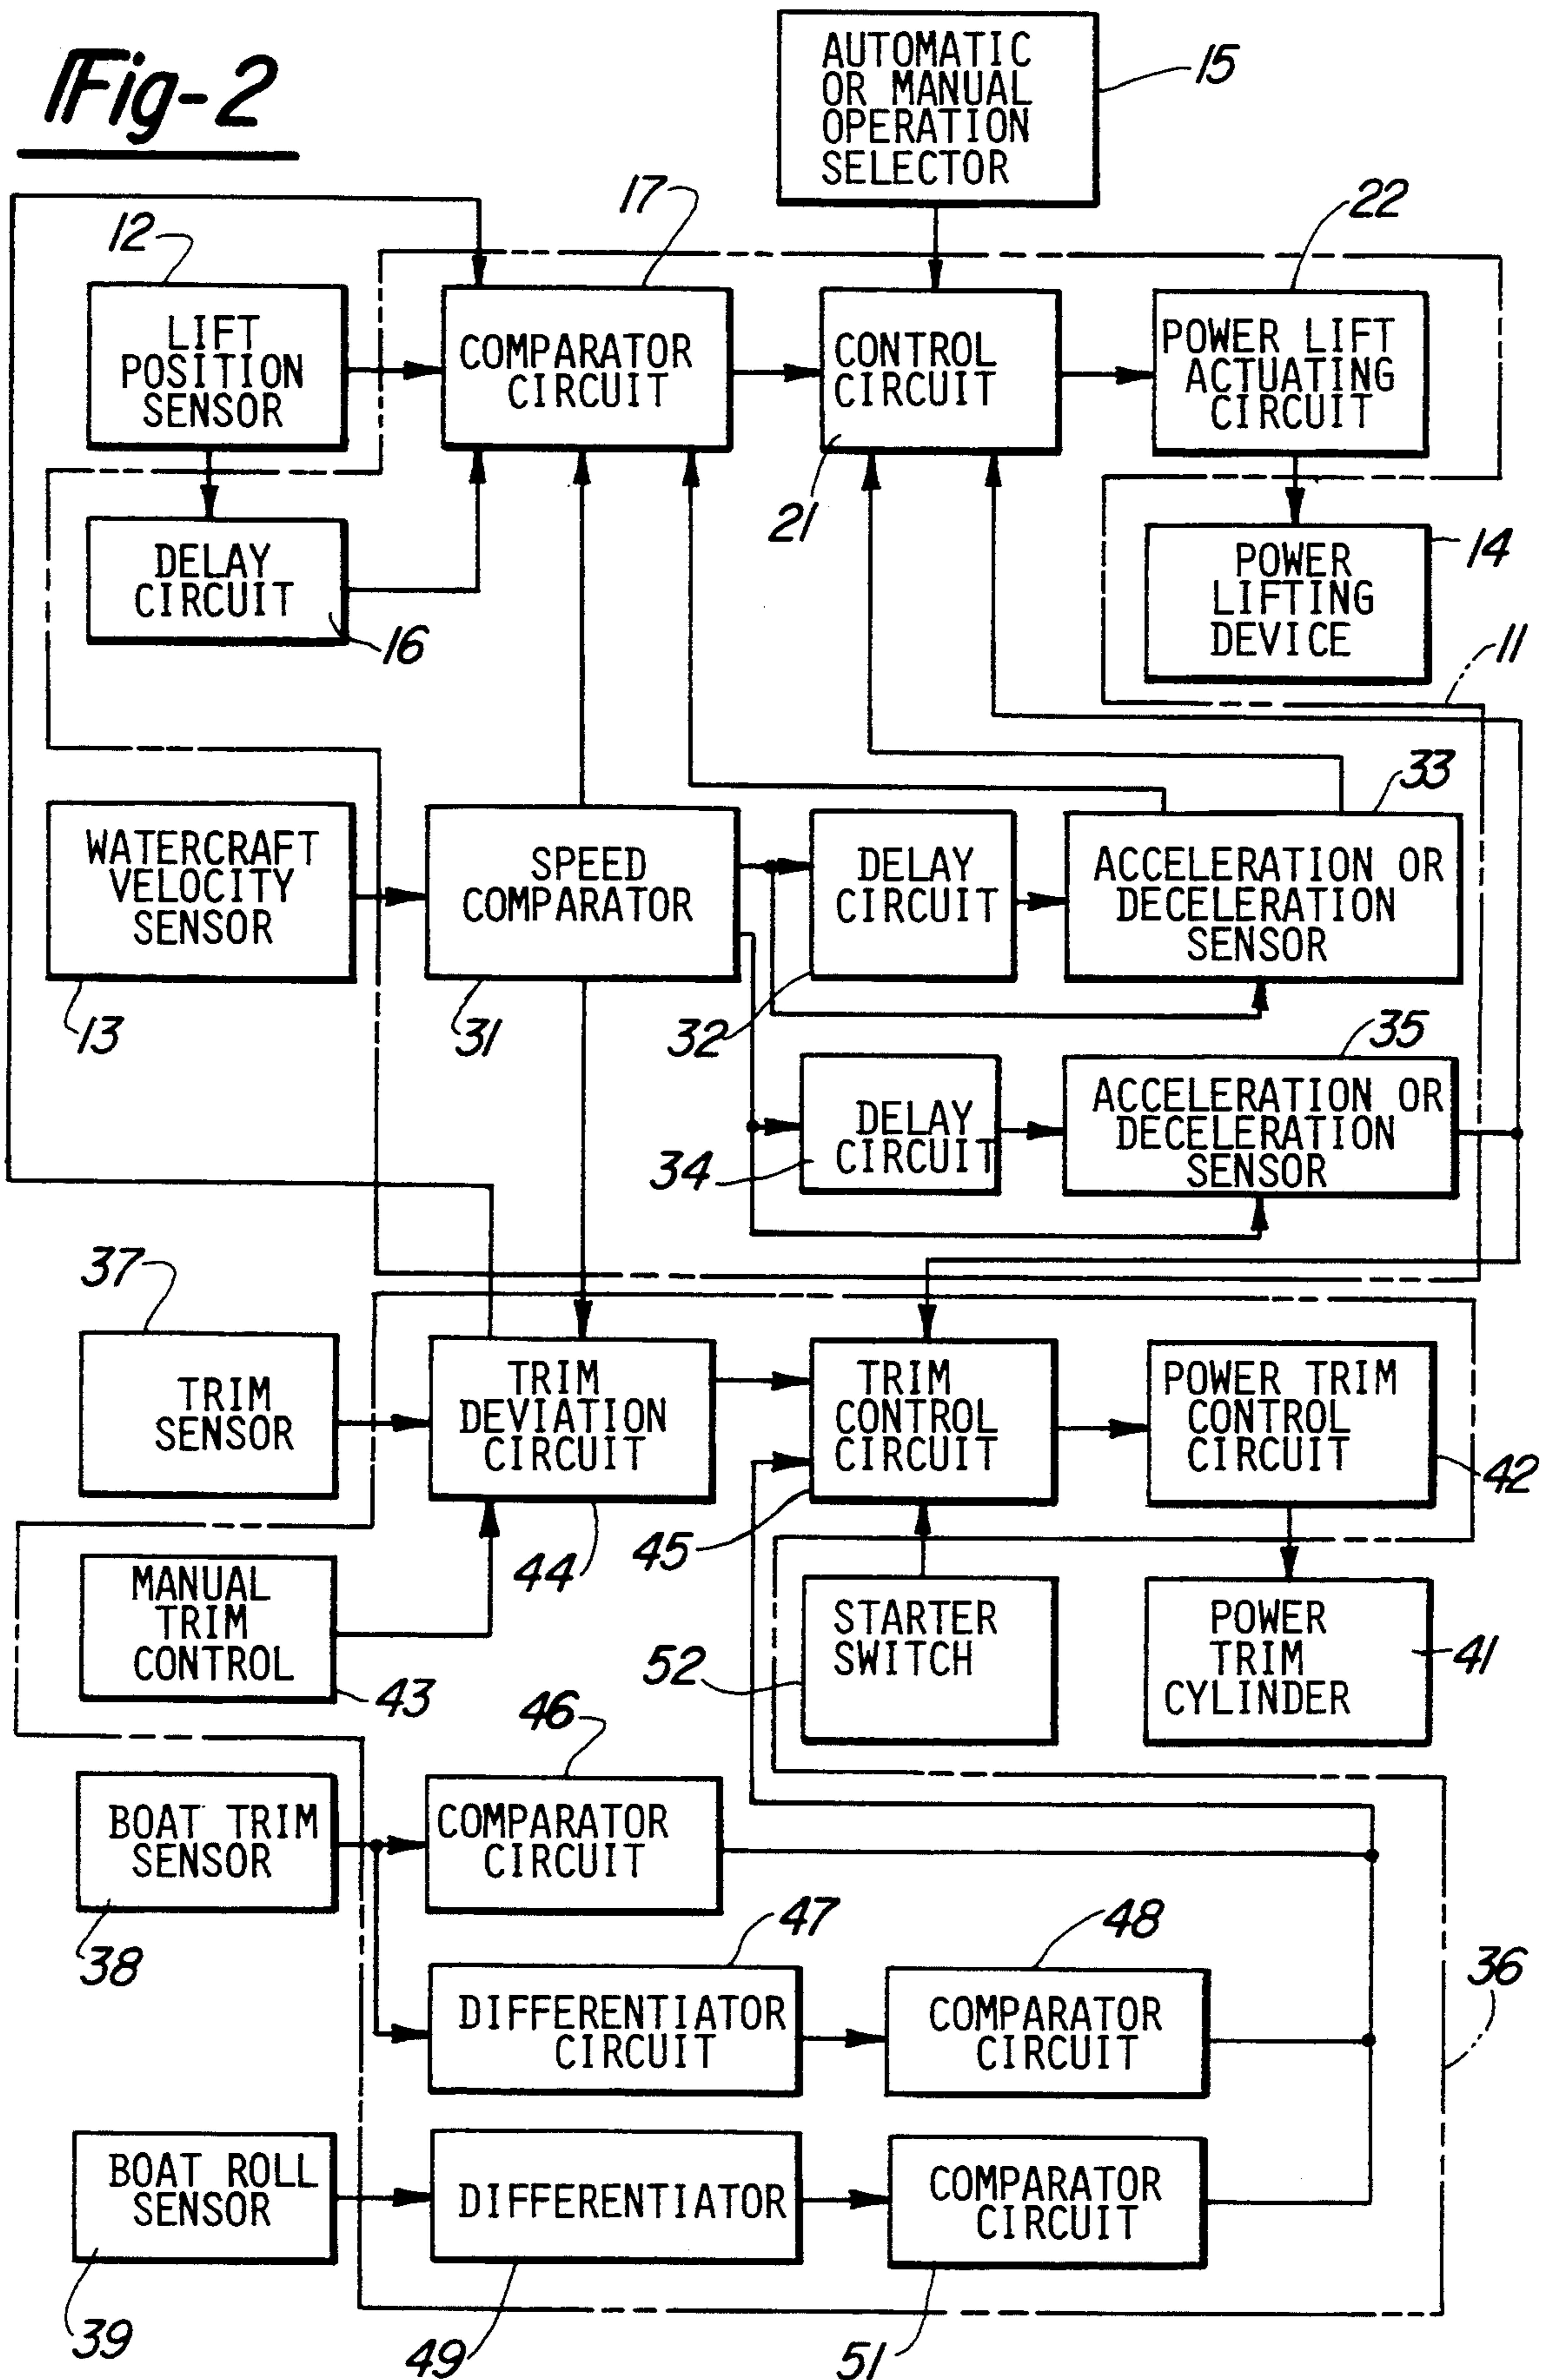 Fig-2
AUTOMATIC
OR MANUAL
OPERATION
SELECTOR
15
12
17
22
LIFT
POSITION
SENSOR
COMPARATOR
CIRCUIT
CONTROL
CIRCUIT
POWER LIFT
ACTUATING
CIRCUIT
21
DELAY
CIRCUIT
16
POWER
LIFTING
DEVICE
14
11
33
WATERCRAFT
VELOCITY
SENSOR
SPEED
COMPARATOR
DELAY
CIRCUIT
ACCELERATION OR
DECELERATION
SENSOR
13
31
32
35
DELAY
CIRCUIT
ACCELERATION OR
DECELERATION
SENSOR
34
37
TRIM
SENSOR
TRIM
DEVIATION
CIRCUIT
TRIM
CONTROL
CIRCUIT
POWER TRIM
CONTROL
CIRCUIT
42
44
45
MANUAL
TRIM
CONTROL
43
STARTER
SWITCH
52
POWER
TRIM
CYLINDER
41
46
BOAT TRIM
SENSOR
COMPARATOR
CIRCUIT
38
47
48
36
DIFFERENTIATOR
CIRCUIT
COMPARATOR
CIRCUIT
BOAT ROLL
SENSOR
DIFFERENTIATOR
COMPARATOR
CIRCUIT
39
49
51